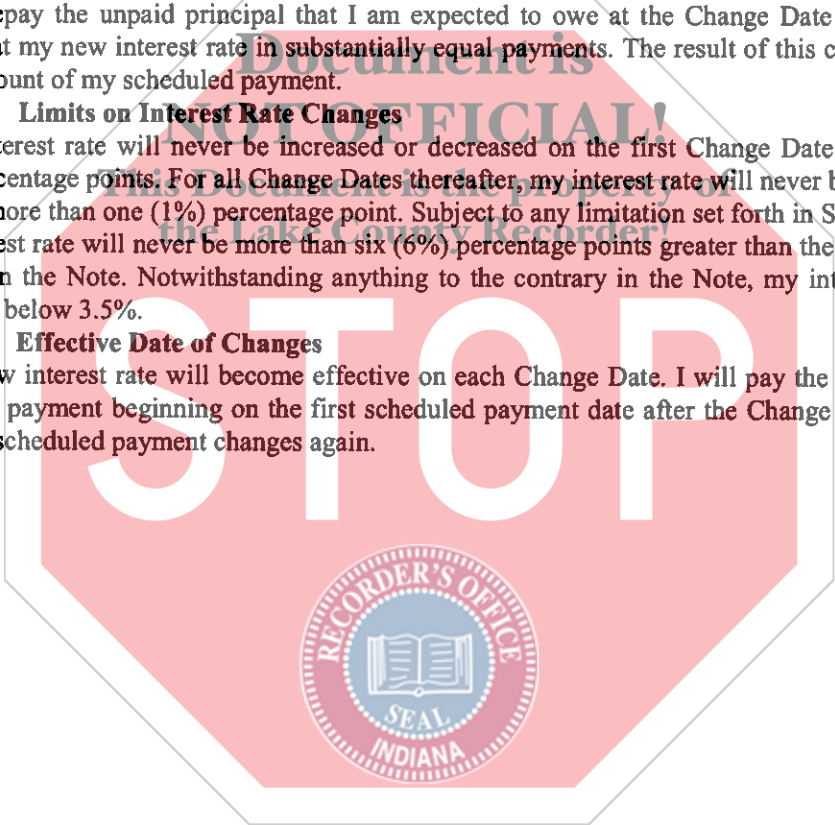 epay the unpaid principal that I am expected to owe at the Change Date
t my new interest rate in substantially equal payments. The result of this c
ount of my scheduled payment.
Document is
Limits on Interest Rate Changes
NOT OFFICIAL!
erest rate will never be increased or decreased on the first Change Date
centage points. For all Change Dates thereafter, my interest rate will never b
This Document is the property of
ore than one (1%) percentage point. Subject to any limitation set forth in S
the Lake County Recorder!
est rate will never be more than six (6%) percentage points greater than the
n the Note. Notwithstanding anything to the contrary in the Note, my int
below 3.5%.
Effective Date of Changes
w interest rate will become effective on each Change Date. I will pay the
payment beginning on the first scheduled payment date after the Change
scheduled payment changes again.
STOP
RECORDER'S OFFICE
SEAL
INDIANA